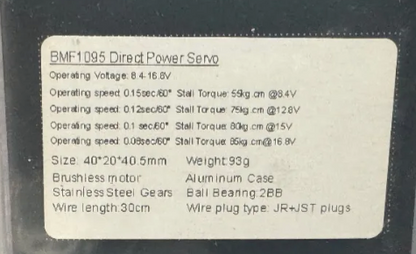 BMF1095 Direct Power Servo
Operating Voltage: 8.4-16.8V
Operating speed: 0.15sec/60° Stall Torque: 55kg.cm @8.4V
Operating speed: 0.12sec/60° Stall Torque: 75kg.cm @12.8V
Operating speed: 0.1 sec/60° Stall Torque: 80kg.cm @15V
Operating speed: 0.08sec/60° Stall Torque: 85kg.cm@16.8V
Size: 40*20*40.5mm Weight:93g
Brushless motor Aluminum Case
Stainless Steel Gears Ball Bearing:2BB
Wire length:30cm Wire plug type: JR+JST plugs